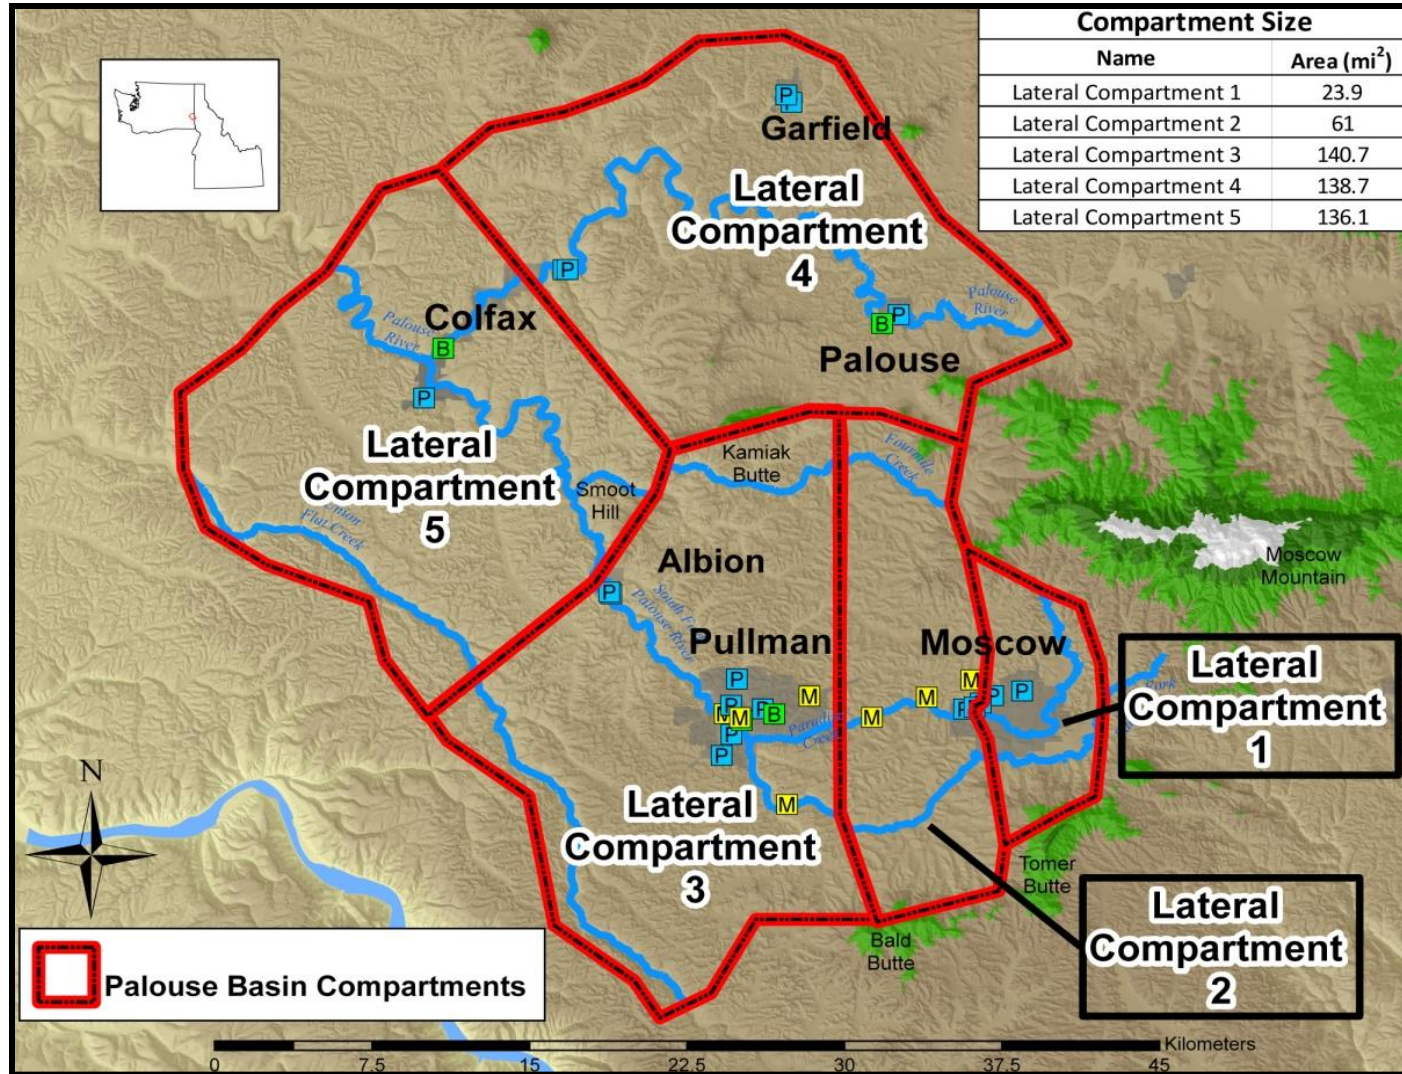 Compartment Size
Name Area (mi²)
Lateral Compartment 1 23.9
Lateral Compartment 2 61
Lateral Compartment 3 140.7
Lateral Compartment 4 138.7
Lateral Compartment 5 136.1
P
Garfield
Lateral
Compartment
4
P
Palouse
River
P
B
Palouse
Palouse
River
Colfax
B
P
Lateral
Compartment
5
Union
Flat Creek
Kamiak
Butte
Fourmile
Creek
Smoot
Hill
Moscow
Mountain
Albion
P
South Fork
Palouse River
Pullman
Moscow
P
M
M
P
P
M
P
P
M
P
B
M
M
P
P
Paradise
Creek
M
Lateral
Compartment
1
Lateral
Compartment
3
Tomer
Butte
Lateral
Compartment
2
Bald
Butte
N
Palouse Basin Compartments
Kilometers
0 7.5 15 22.5 30 37.5 45